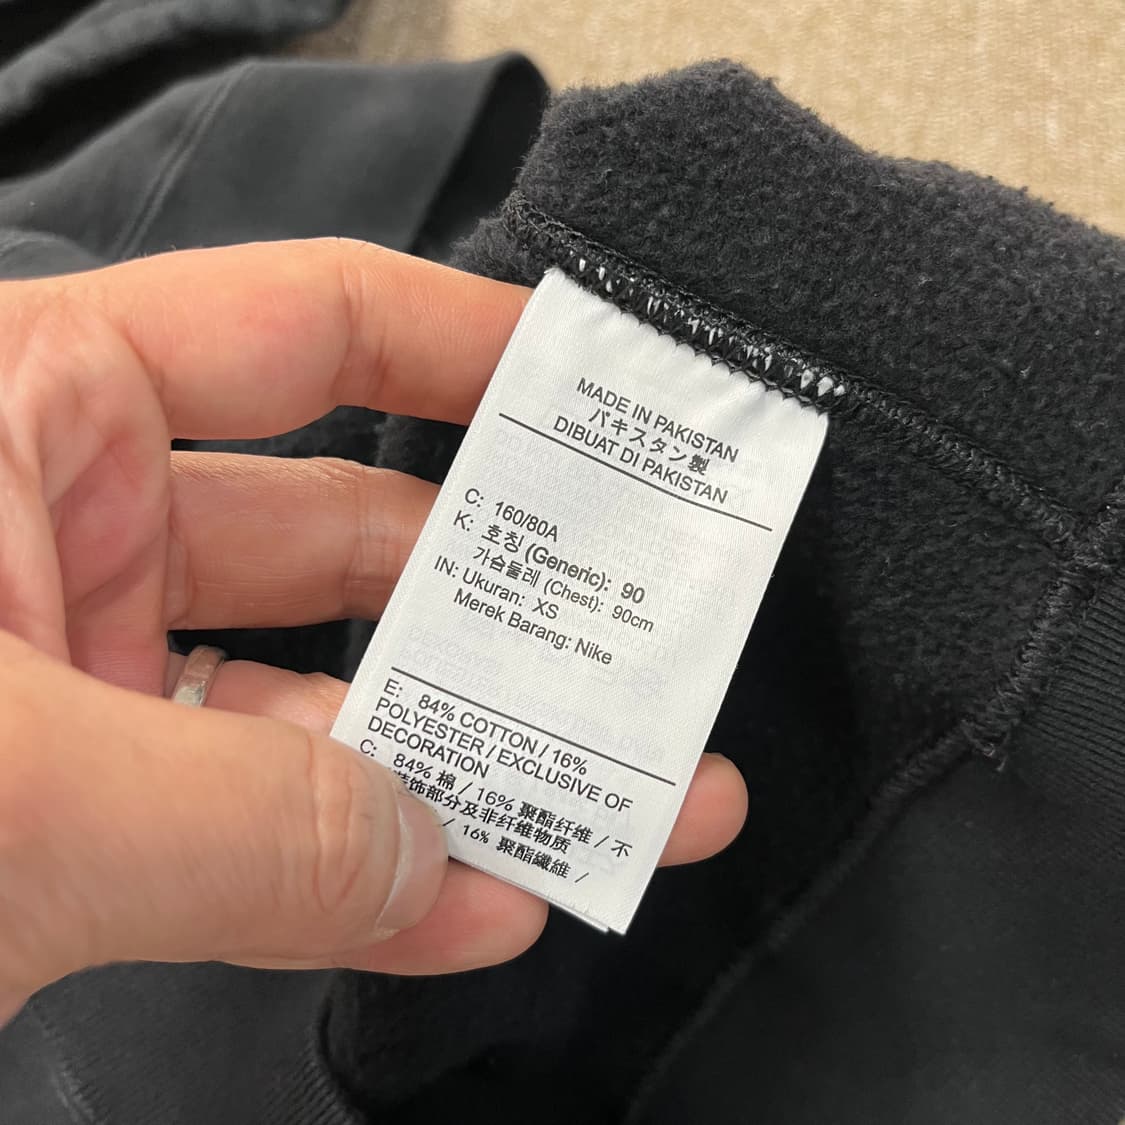 MADE IN PAKISTAN
パキスタン製
DIBUAT DI PAKISTAN
C: 160/80A
K: 호칭 (Generic): 90
가슴둘레 (Chest): 90cm
IN: Ukuran: XS
Merek Barang: Nike
E: 84% COTTON / 16%
POLYESTER / EXCLUSIVE OF
DECORATION
C: 84% 棉 / 16% 聚酯纤维 / 不
装饰部分及非纤维物质
/ 16% 聚酯纖維 /